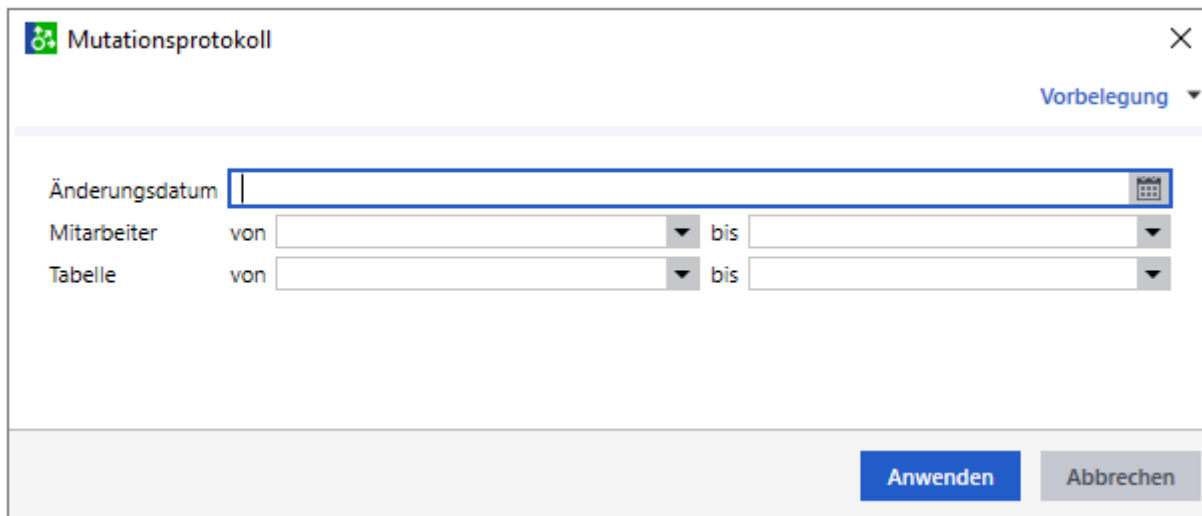 Mutationsprotokoll
Vorbelegung
Änderungsdatum
Mitarbeiter von bis
Tabelle von bis
Anwenden Abbrechen